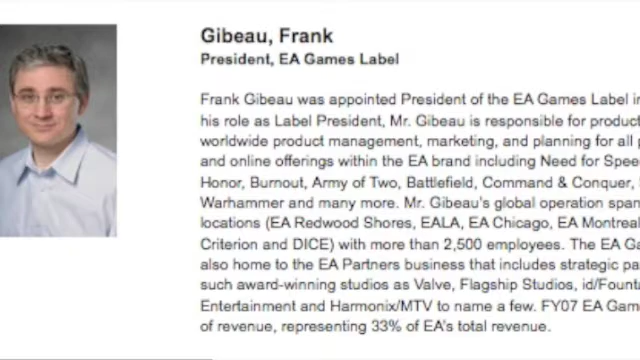 Gibeau, Frank
President, EA Games Label
Frank Gibeau was appointed President of the EA Games Label in
his role as Label President, Mr. Gibeau is responsible for product
worldwide product management, marketing, and planning for all p
and online offerings within the EA brand including Need for Spee
Honor, Burnout, Army of Two, Battlefield, Command & Conquer,
Warhammer and many more. Mr. Gibeau's global operation span
locations (EA Redwood Shores, EALA, EA Chicago, EA Montreal
Criterion and DICE) with more than 2,500 employees. The EA Ga
also home to the EA Partners business that includes strategic pa
such award-winning studios as Valve, Flagship Studios, id/Founta
Entertainment and Harmonix/MTV to name a few. FY07 EA Game
of revenue, representing 33% of EA's total revenue.